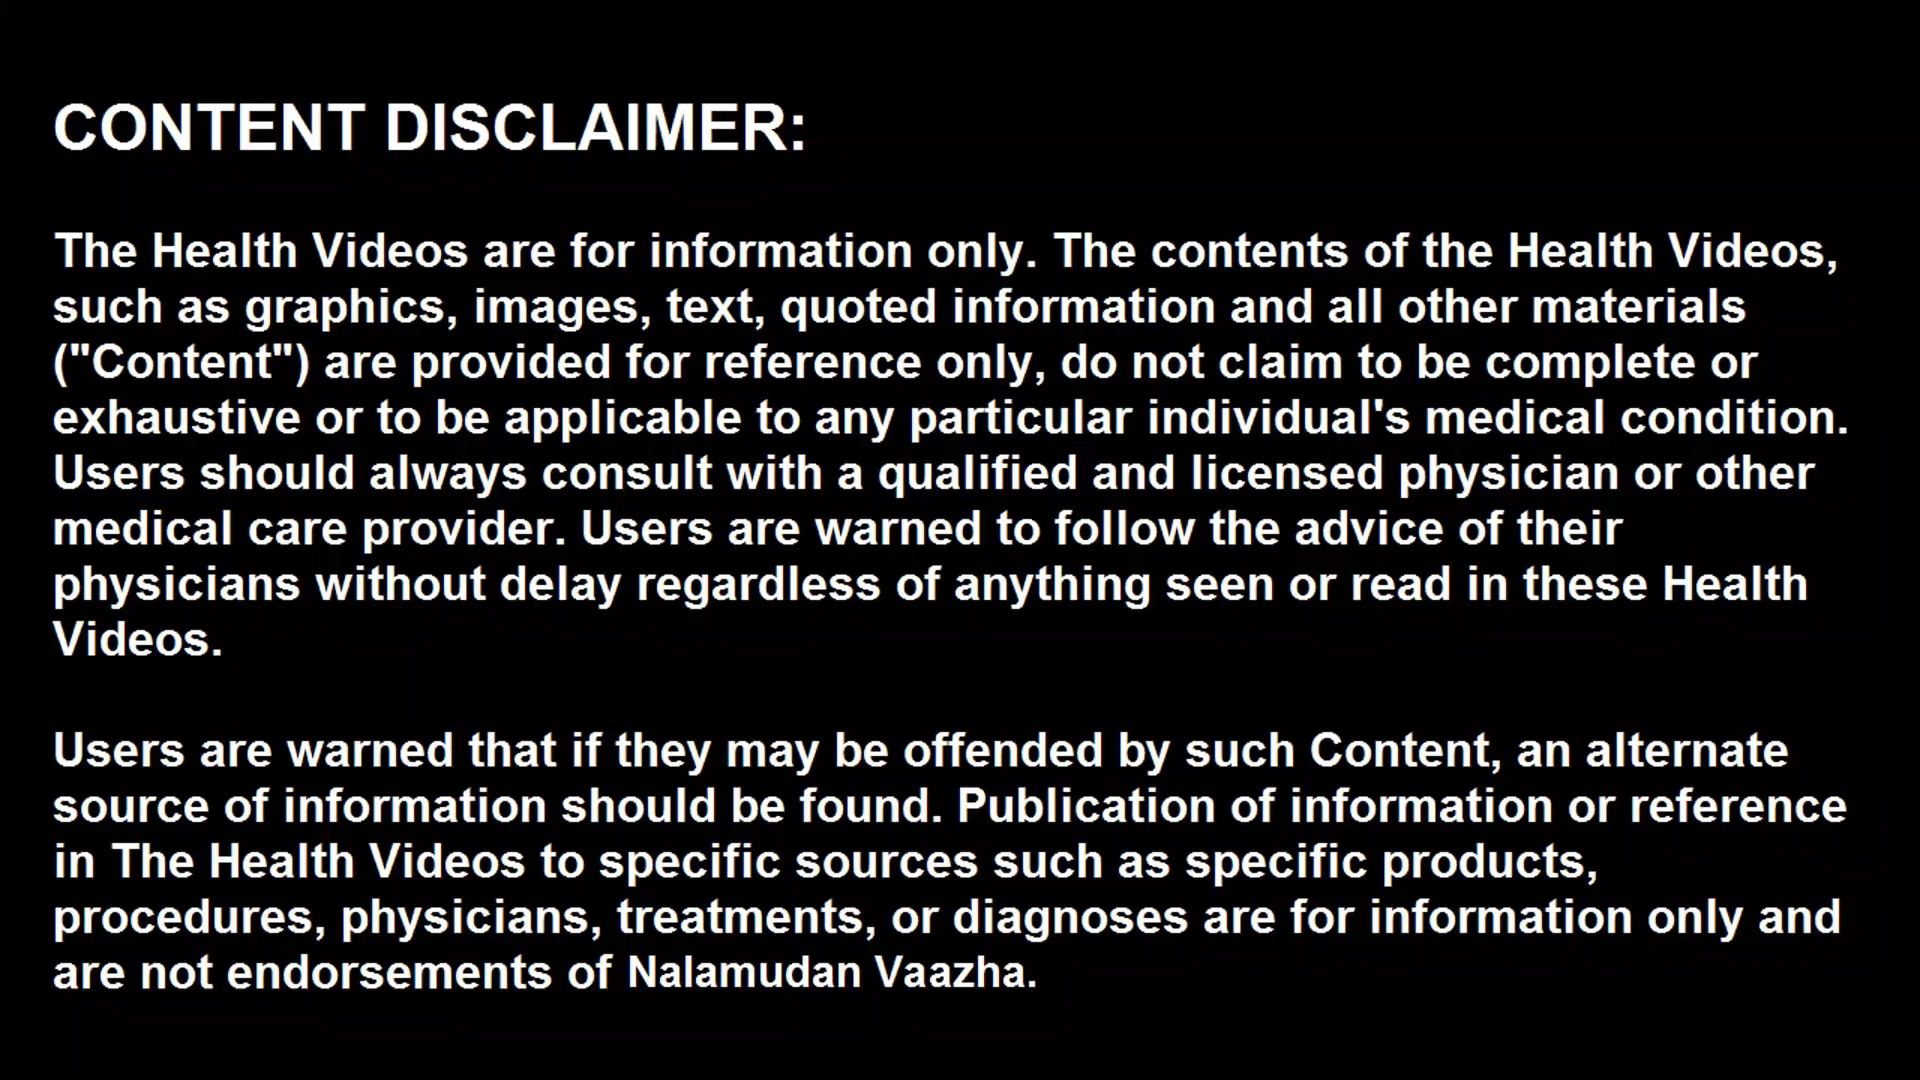 CONTENT DISCLAIMER:
The Health Videos are for information only. The contents of the Health Videos,
such as graphics, images, text, quoted information and all other materials
("Content") are provided for reference only, do not claim to be complete or
exhaustive or to be applicable to any particular individual's medical condition.
Users should always consult with a qualified and licensed physician or other
medical care provider. Users are warned to follow the advice of their
physicians without delay regardless of anything seen or read in these Health
Videos.
Users are warned that if they may be offended by such Content, an alternate
source of information should be found. Publication of information or reference
in The Health Videos to specific sources such as specific products,
procedures, physicians, treatments, or diagnoses are for information only and
are not endorsements of Nalamudan Vaazha.